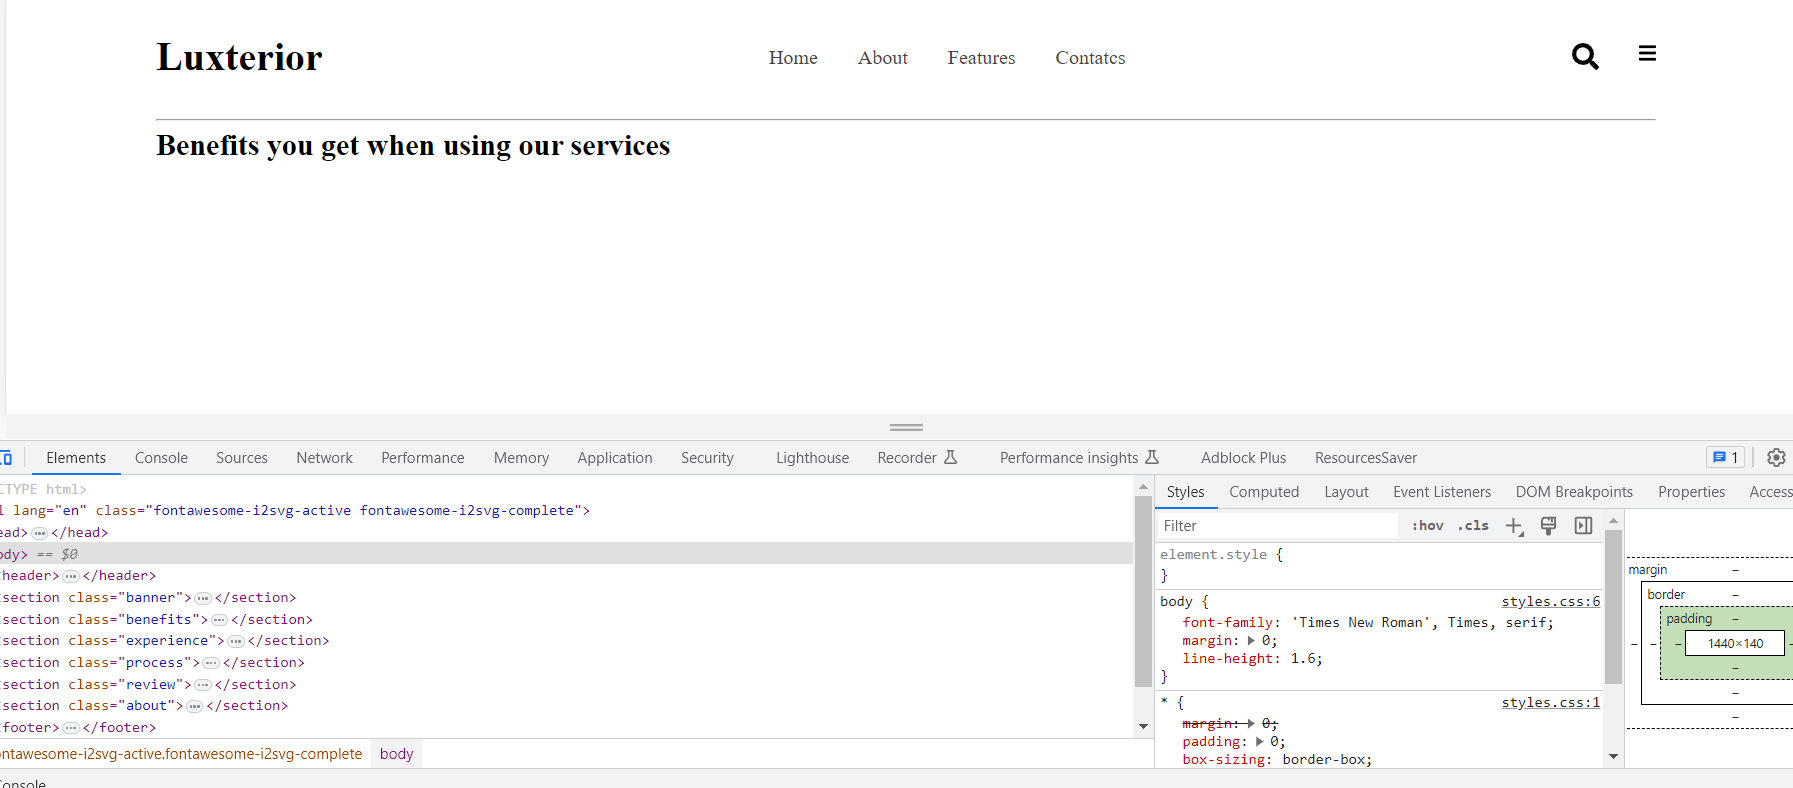 Luxterior
Home About Features Contatcs
Benefits you get when using our services
Elements Console Sources Network Performance Memory Application Security Lighthouse Recorder Performance insights Adblock Plus ResourcesSaver 1
CTYPE html>
l lang="en" class="fontawesome-i2svg-active fontawesome-i2svg-complete">
ead> ⋯ </head>
ody> == $0
header> ⋯ </header>
section class="banner"> ⋯ </section>
section class="benefits"> ⋯ </section>
section class="experience"> ⋯ </section>
section class="process"> ⋯ </section>
section class="review"> ⋯ </section>
section class="about"> ⋯ </section>
footer> ⋯ </footer>
ontawesome-i2svg-active.fontawesome-i2svg-complete body
onsole
Styles Computed Layout Event Listeners DOM Breakpoints Properties Access
Filter :hov .cls
element.style {
}
body { styles.css:6
font-family: 'Times New Roman', Times, serif;
margin: 0;
line-height: 1.6;
}
* { styles.css:1
margin: 0;
padding: 0;
box-sizing: border-box;
margin –
border –
padding –
– – – 1440×140 –
–
–
–